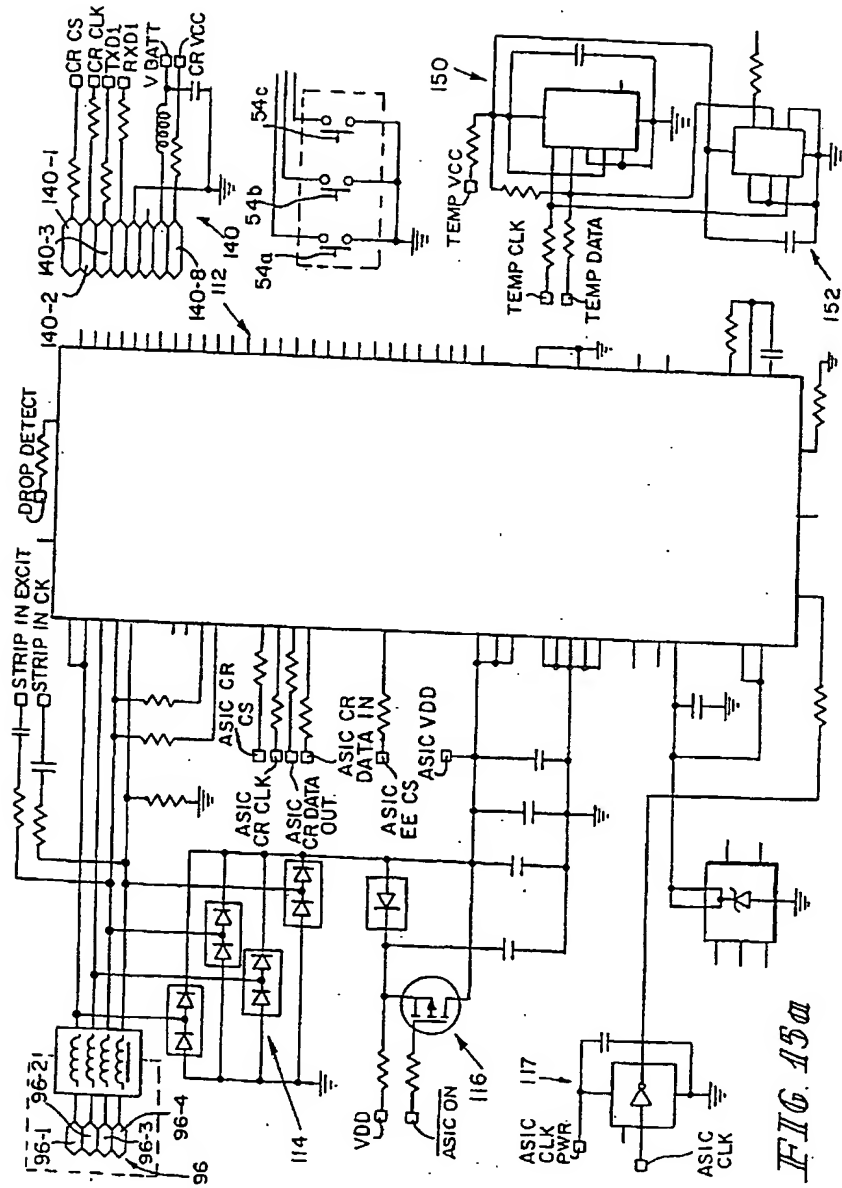 DROP DETECT
STRIP IN EXCIT
STRIP IN CK
96-1
96-2
96-3
96-4
96
114
VDD
ASIC ON
116
ASIC CR CS
ASIC CR CLK
ASIC CR DATA OUT
ASIC CR DATA IN
ASIC EE CS
ASIC VDD
117
ASIC CLK PWR.
ASIC CLK
140-1
140-3
140-2
112
140-8
140
CR CS
CR CLK
TXD1
RXD1
V BATT
CR VCC
54a
54b
54c
150
TEMP VCC
TEMP CLK
TEMP DATA
152
FIG. 15a